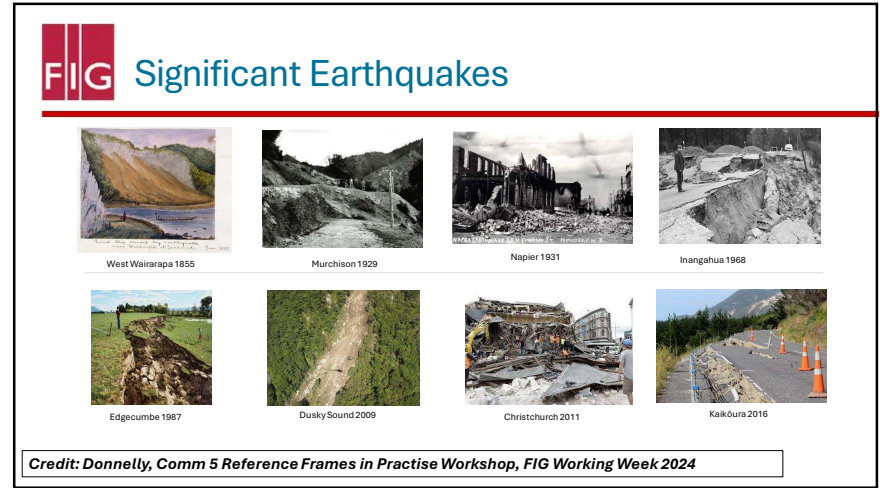 FIG Significant Earthquakes
West Wairarapa 1855
Murchison 1929
Napier 1931
Inangahua 1968
Edgecumbe 1987
Dusky Sound 2009
Christchurch 2011
Kaikōura 2016
Credit: Donnelly, Comm 5 Reference Frames in Practise Workshop, FIG Working Week 2024